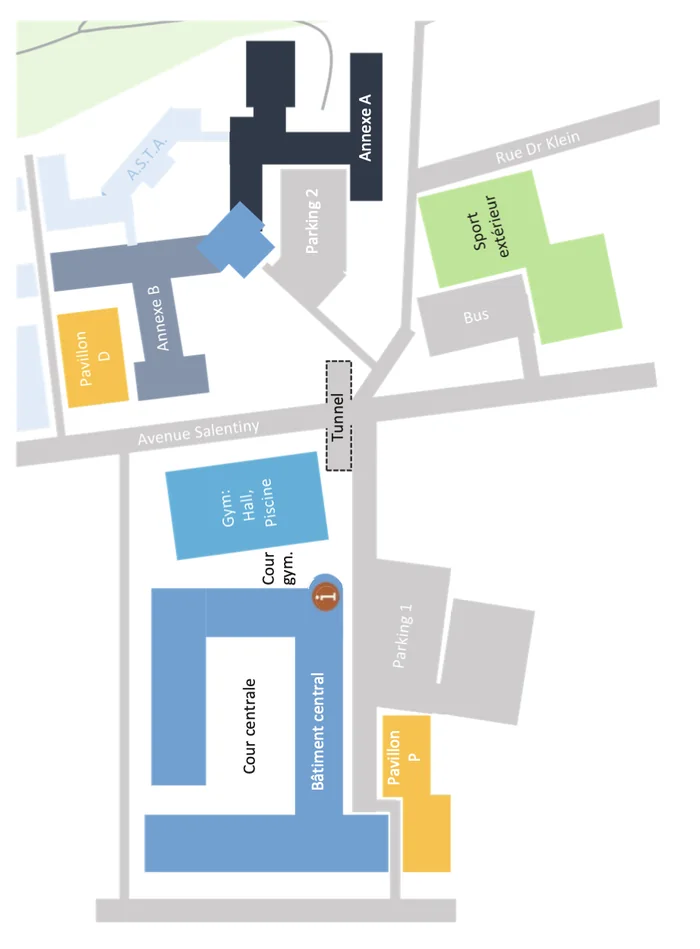 Annexe A
A.S.T.A.
Rue Dr Klein
Parking 2
Sport
extérieur
Annexe B
Bus
Pavillon
D
Tunnel
Avenue Salentiny
Gym:
Hall,
Piscine
Cour
gym.
i
Parking 1
Cour centrale
Bâtiment central
Pavillon
P